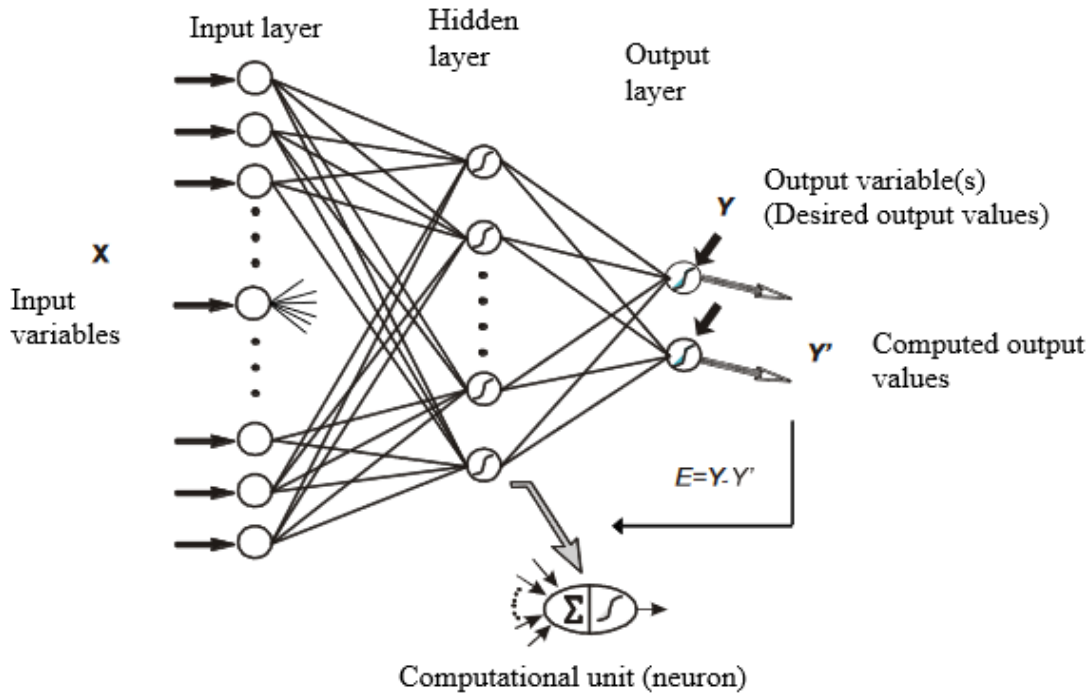 Input layer
Hidden
layer
Output
layer
X
Input
variables
Y
Output variable(s)
(Desired output values)
Y'
Computed output
values
E=Y-Y'
Σ
Computational unit (neuron)